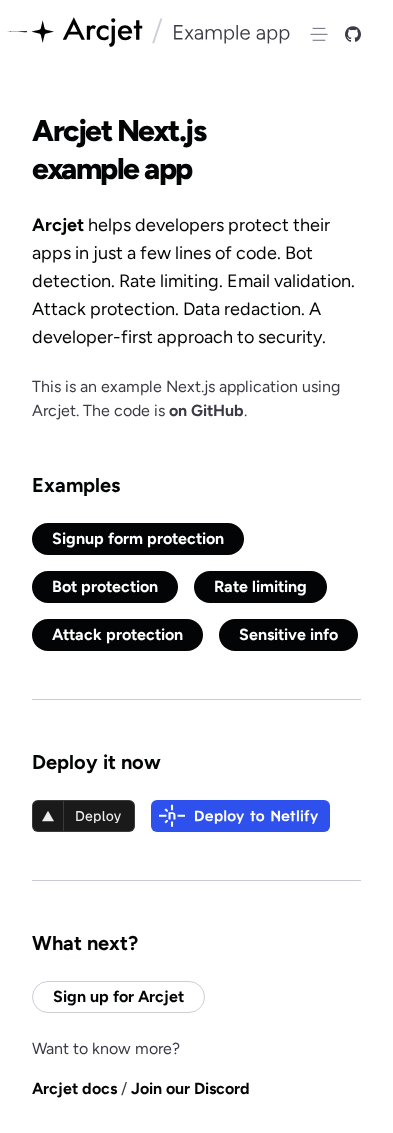 Arcjet / Example app
Arcjet Next.js
example app
Arcjet helps developers protect their
apps in just a few lines of code. Bot
detection. Rate limiting. Email validation.
Attack protection. Data redaction. A
developer-first approach to security.
This is an example Next.js application using
Arcjet. The code is on GitHub.
Examples
Signup form protection
Bot protection Rate limiting
Attack protection Sensitive info
Deploy it now
Deploy Deploy to Netlify
What next?
Sign up for Arcjet
Want to know more?
Arcjet docs / Join our Discord